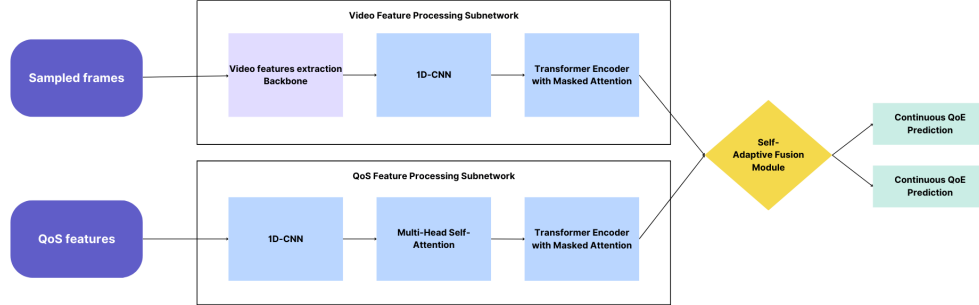 Video Feature Processing Subnetwork
Sampled frames
Video features extraction
Backbone
1D-CNN
Transformer Encoder
with Masked Attention
Self-
Adaptive Fusion
Module
Continuous QoE
Prediction
Continuous QoE
Prediction
QoS Feature Processing Subnetwork
QoS features
1D-CNN
Multi-Head Self-
Attention
Transformer Encoder
with Masked Attention